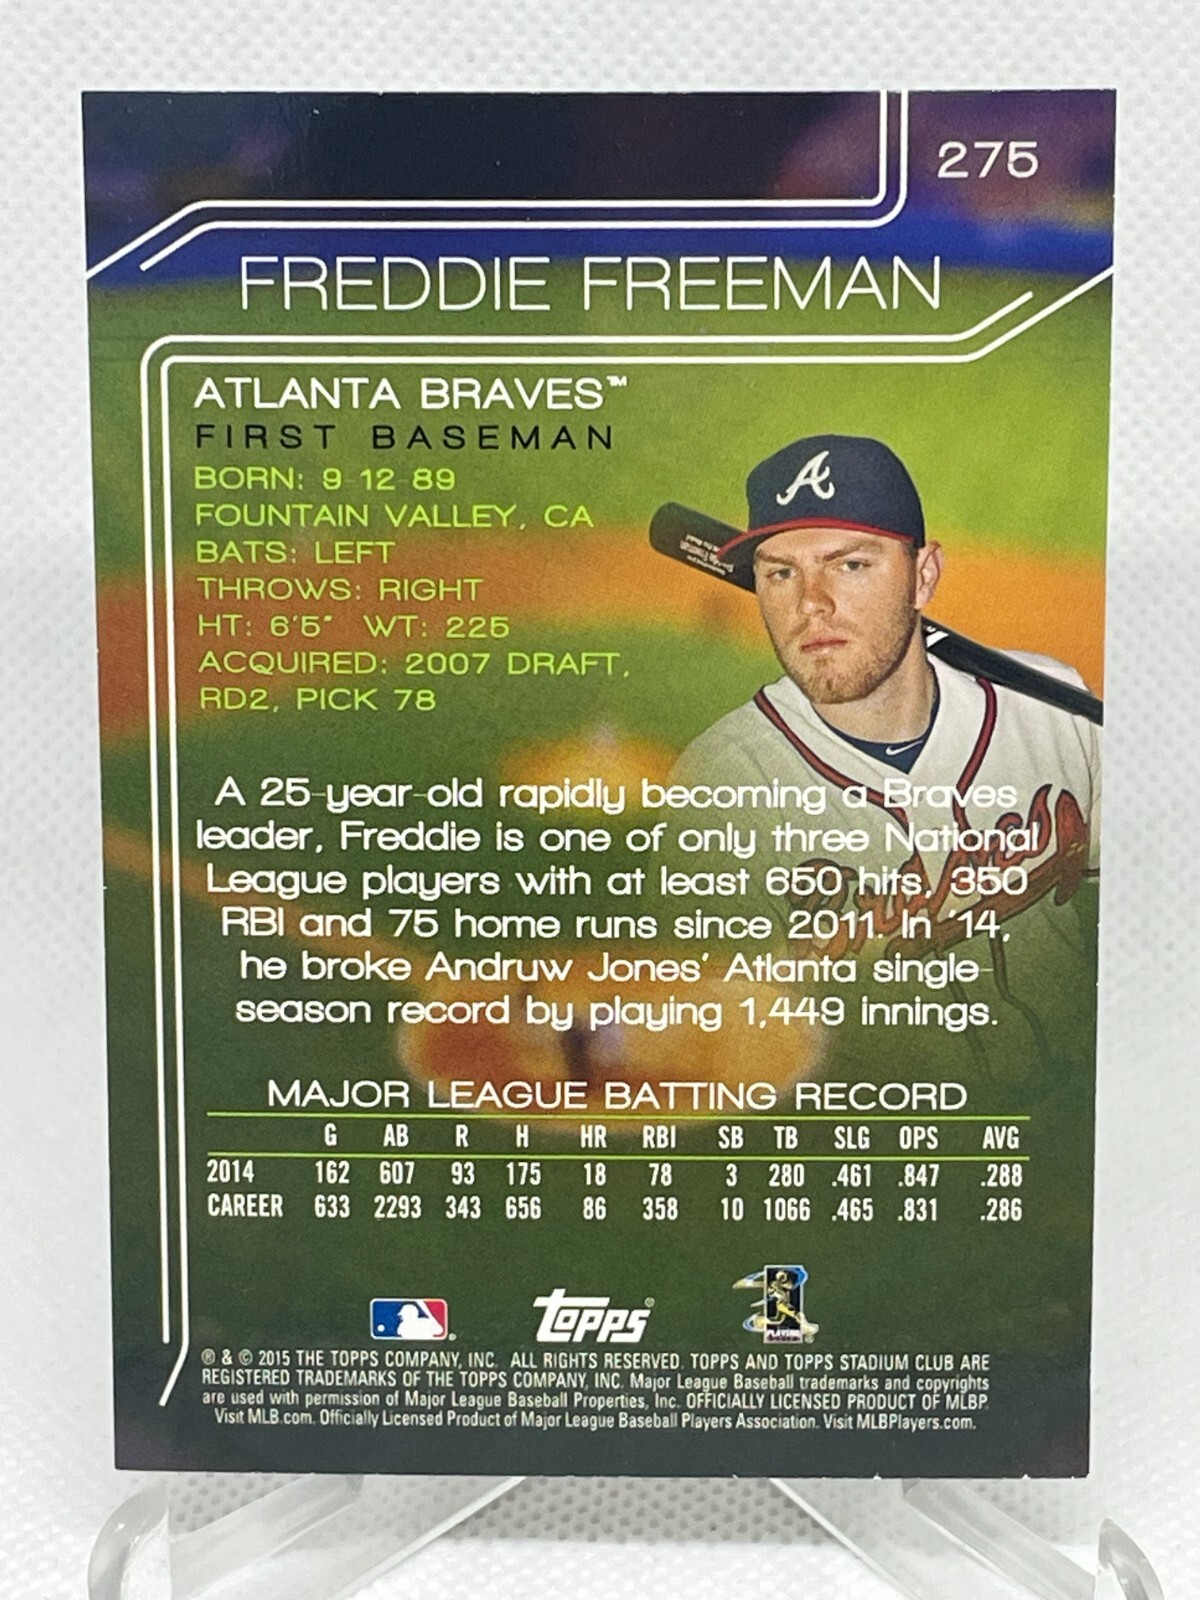 275
FREDDIE FREEMAN
ATLANTA BRAVES™
FIRST BASEMAN
BORN: 9-12-89
FOUNTAIN VALLEY, CA
BATS: LEFT
THROWS: RIGHT
HT: 6'5" WT: 225
ACQUIRED: 2007 DRAFT,
RD2, PICK 78
A
Braves
A 25-year-old rapidly becoming a Braves
leader, Freddie is one of only three National
League players with at least 650 hits, 350
RBI and 75 home runs since 2011. In '14,
he broke Andruw Jones' Atlanta single-
season record by playing 1,449 innings.
MAJOR LEAGUE BATTING RECORD
G AB R H HR RBI SB TB SLG OPS AVG
2014 162 607 93 175 18 78 3 280 .461 .847 .288
CAREER 633 2293 343 656 86 358 10 1066 .465 .831 .286
topps®
PLAYERS
® & © 2015 THE TOPPS COMPANY, INC. ALL RIGHTS RESERVED. TOPPS AND TOPPS STADIUM CLUB ARE
REGISTERED TRADEMARKS OF THE TOPPS COMPANY, INC. Major League Baseball trademarks and copyrights
are used with permission of Major League Baseball Properties, Inc. OFFICIALLY LICENSED PRODUCT OF MLBP.
Visit MLB.com. Officially Licensed Product of Major League Baseball Players Association. Visit MLBPlayers.com.